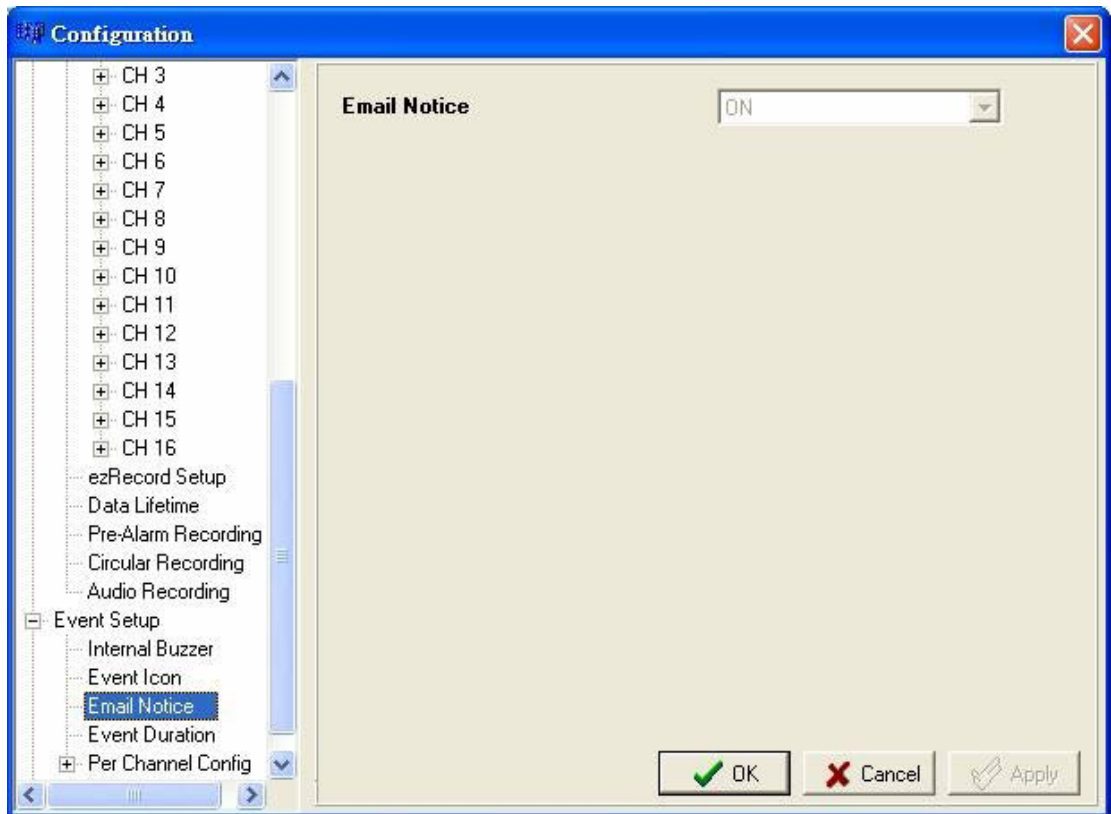 Configuration
CH 3
CH 4
CH 5
CH 6
CH 7
CH 8
CH 9
CH 10
CH 11
CH 12
CH 13
CH 14
CH 15
CH 16
ezRecord Setup
Data Lifetime
Pre-Alarm Recording
Circular Recording
Audio Recording
Event Setup
Internal Buzzer
Event Icon
Email Notice
Event Duration
Per Channel Config
Email Notice
ON
OK
Cancel
Apply